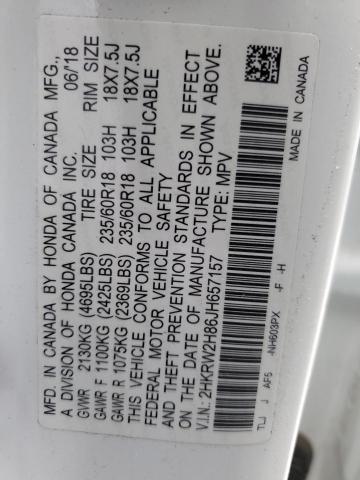 MFD. IN CANADA BY HONDA OF CANADA MFG.,
A DIVISION OF HONDA CANADA INC. 06/18
GVWR 2130KG (4695LBS) TIRE SIZE RIM SIZE
GAWR F 1100KG (2425LBS) 235/60R18 103H 18X7.5J
GAWR R 1075KG (2369LBS) 235/60R18 103H 18X7.5J
THIS VEHICLE CONFORMS TO ALL APPLICABLE
FEDERAL MOTOR VEHICLE SAFETY
AND THEFT PREVENTION STANDARDS IN EFFECT
ON THE DATE OF MANUFACTURE SHOWN ABOVE.
V.I.N.: 2HKRW2H86JH657157 TYPE: MPV
TLJ J AF5 -NH603PX -F -H
MADE IN CANADA